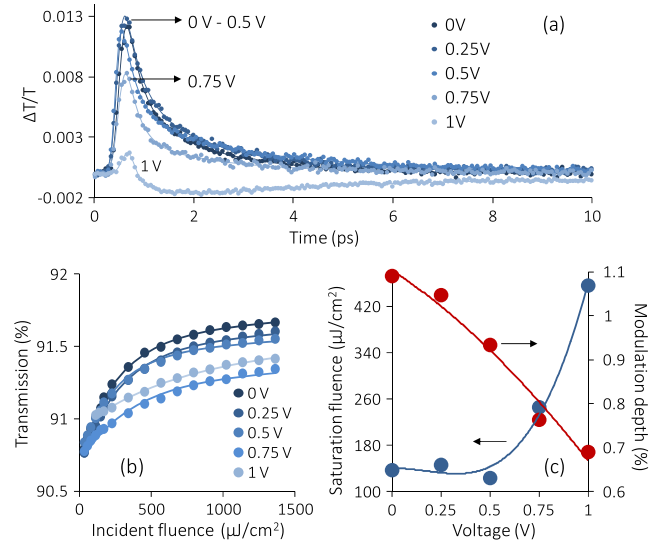 0.013
0.008
0.003
-0.002
ΔT/T
0 V - 0.5 V
0.75 V
1 V
(a)
0V
0.25V
0.5V
0.75V
1V
0 2 4 6 8 10
Time (ps)
92
91.5
91
90.5
Transmission (%)
(b)
0 V
0.25 V
0.5 V
0.75 V
1 V
0 500 1000 1500
Incident fluence (μJ/cm²)
420
340
260
180
100
Saturation fluence (μJ/cm²)
1.1
1
0.9
0.8
0.7
0.6
Modulation depth (%)
(c)
0 0.25 0.5 0.75 1
Voltage (V)